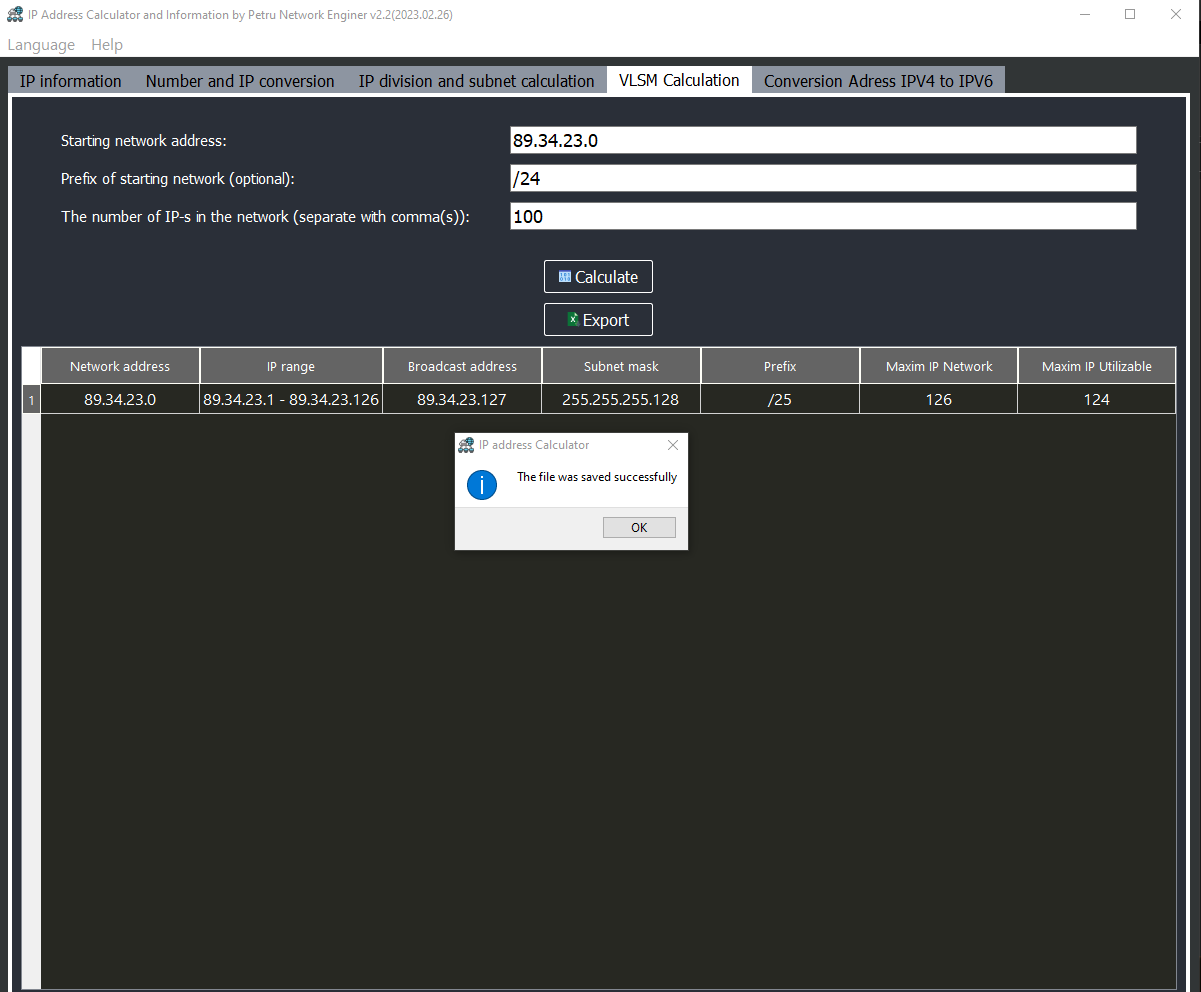 IP Address Calculator and Information by Petru Network Enginer v2.2(2023.02.26)
Language Help
IP information Number and IP conversion IP division and subnet calculation VLSM Calculation Conversion Adress IPV4 to IPV6
Starting network address: 89.34.23.0
Prefix of starting network (optional): /24
The number of IP-s in the network (separate with comma(s)): 100
Calculate
Export
Network address IP range Broadcast address Subnet mask Prefix Maxim IP Network Maxim IP Utilizable
1 89.34.23.0 89.34.23.1 - 89.34.23.126 89.34.23.127 255.255.255.128 /25 126 124
IP address Calculator
The file was saved successfully
OK